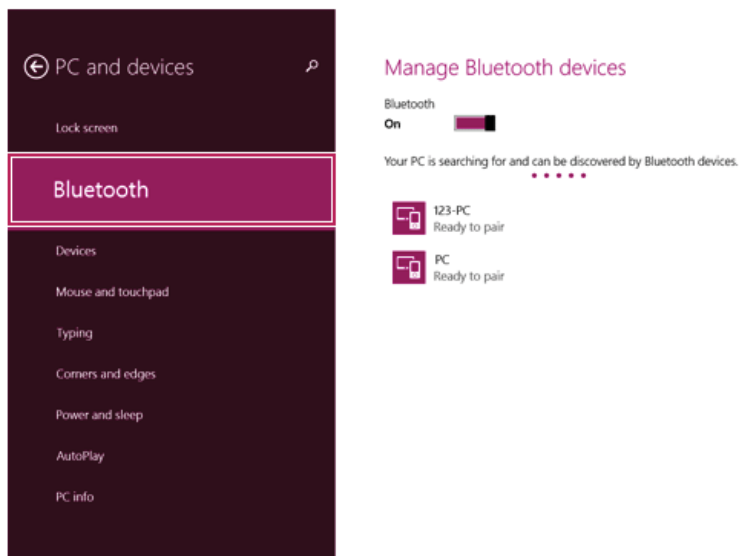 PC and devices
Lock screen
Bluetooth
Devices
Mouse and touchpad
Typing
Corners and edges
Power and sleep
AutoPlay
PC info
Manage Bluetooth devices
Bluetooth
On
Your PC is searching for and can be discovered by Bluetooth devices.
123-PC
Ready to pair
PC
Ready to pair